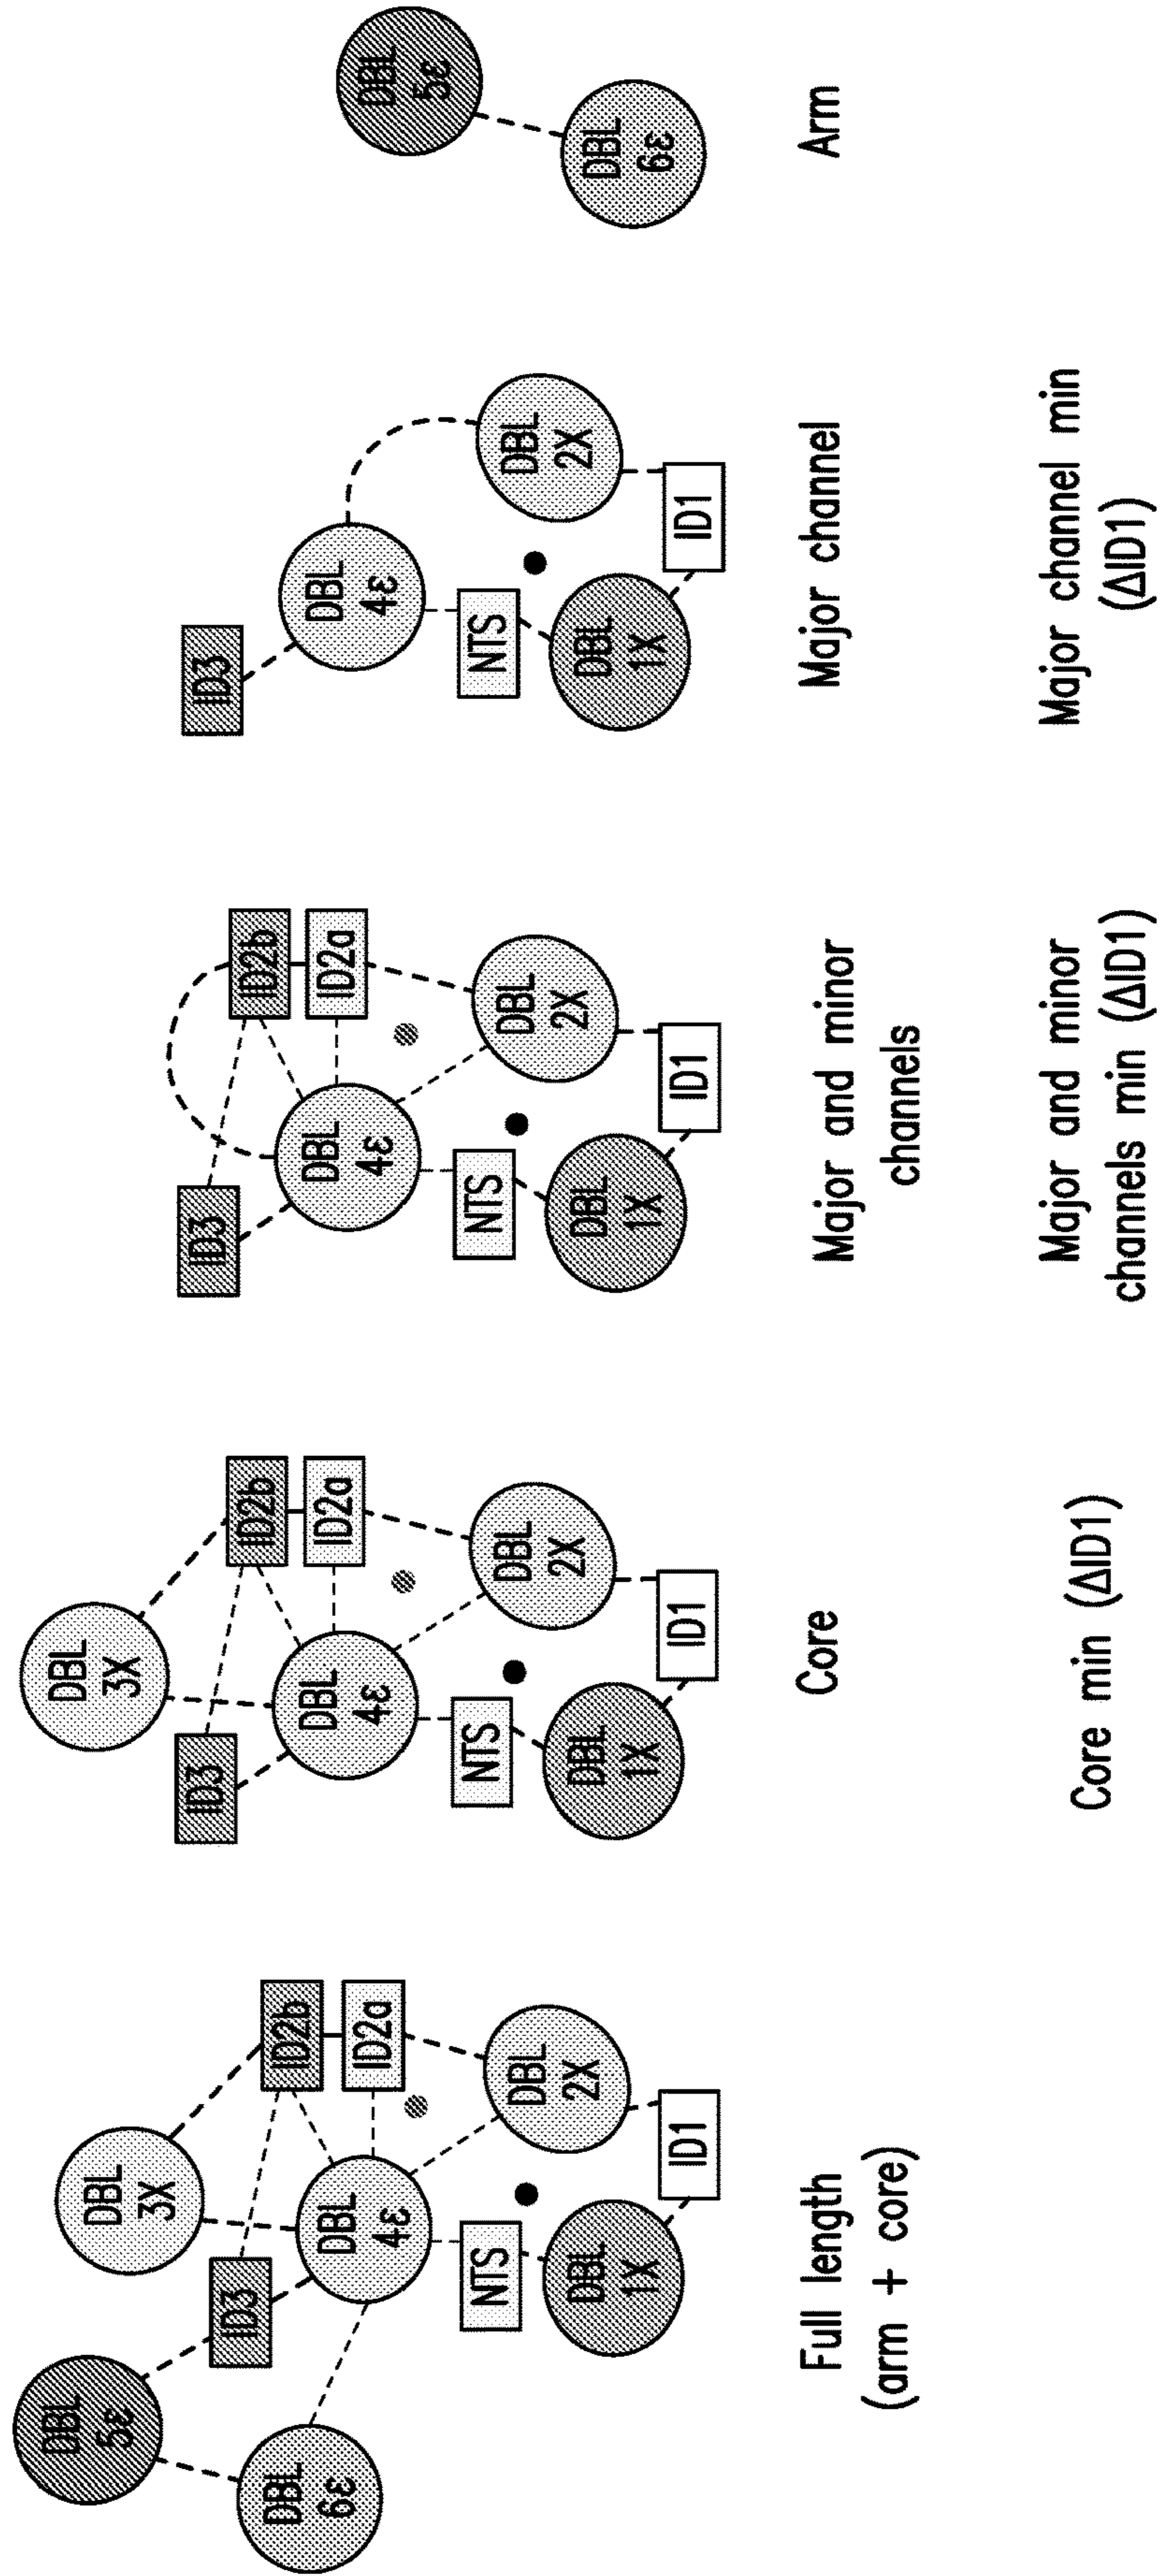 DBL
5ε
DBL
6ε
DBL
3X
ID3
ID2b
ID2a
DBL
4ε
NTS
DBL
1X
DBL
2X
ID1
Full length
(arm + core)
DBL
3X
ID3
ID2b
ID2a
DBL
4ε
NTS
DBL
1X
DBL
2X
ID1
Core
Core min (ΔID1)
ID3
ID2b
ID2a
DBL
4ε
NTS
DBL
1X
DBL
2X
ID1
Major and minor
channels
Major and minor
channels min (ΔID1)
ID3
DBL
4ε
NTS
DBL
1X
DBL
2X
ID1
Major channel
Major channel min
(ΔID1)
DBL
5ε
DBL
6ε
Arm